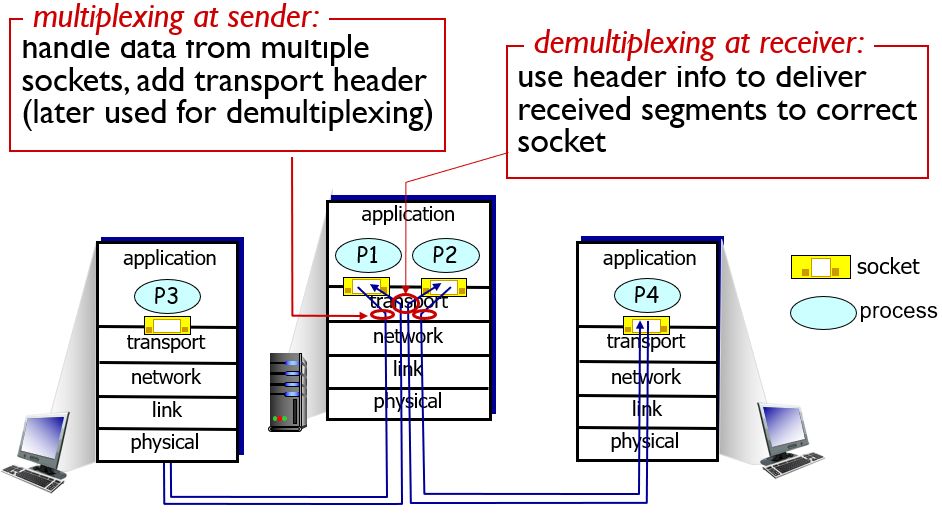 multiplexing at sender:
handle data from multiple
sockets, add transport header
(later used for demultiplexing)
demultiplexing at receiver:
use header info to deliver
received segments to correct
socket
application
P1
P2
transport
network
link
physical
application
P3
transport
network
link
physical
application
P4
transport
network
link
physical
socket
process